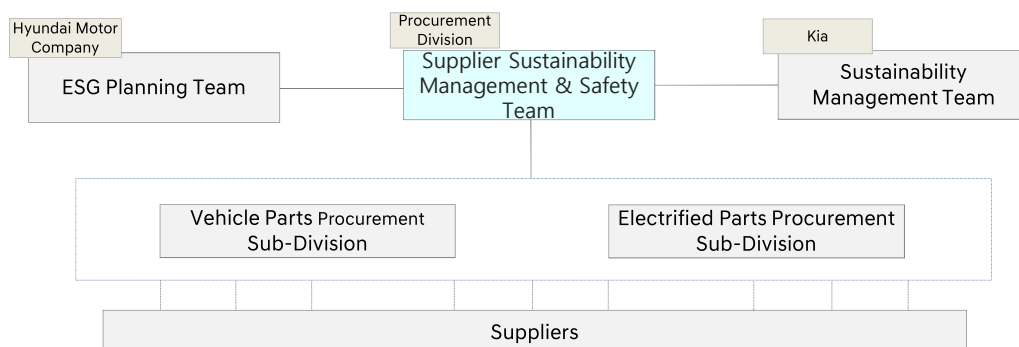 Hyundai Motor
Company
ESG Planning Team
Procurement
Division
Supplier Sustainability
Management & Safety
Team
Kia
Sustainability
Management Team
Vehicle Parts Procurement
Sub-Division
Electrified Parts Procurement
Sub-Division
Suppliers